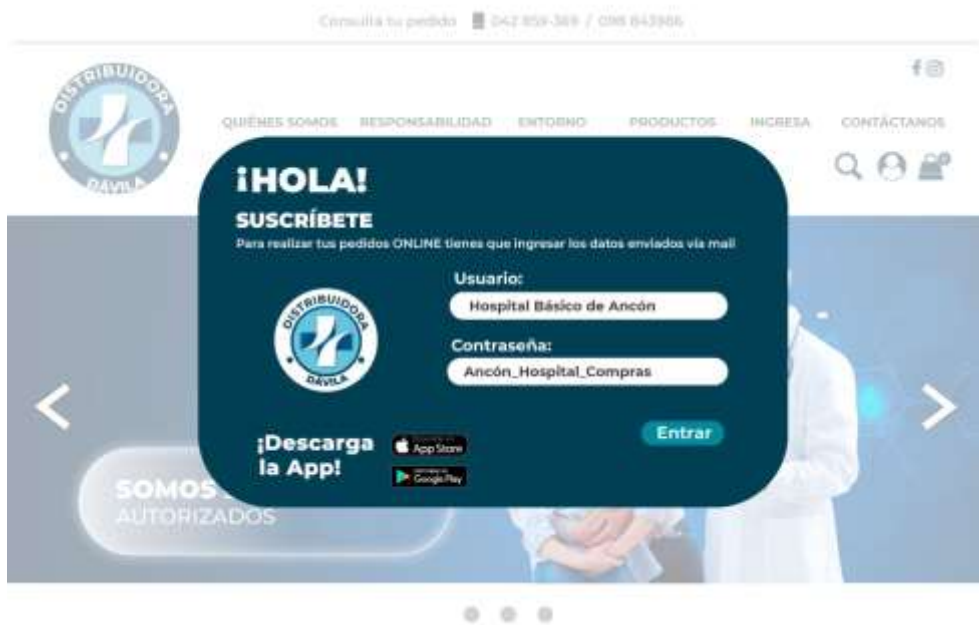 Consulta tu pedido 042 859-369 / 098 843986
DISTRIBUIDORA
DÁVILA
QUIÉNES SOMOS RESPONSABILIDAD ENTORNO PRODUCTOS INGRESA CONTÁCTANOS
¡HOLA!
SUSCRÍBETE
Para realizar tus pedidos ONLINE tienes que ingresar los datos enviados vía mail
Usuario:
Hospital Básico de Ancón
DISTRIBUIDORA
DÁVILA
Contraseña:
Ancón_Hospital_Compras
Entrar
¡Descarga
la App!
App Store
Google Play
SOMOS
AUTORIZADOS